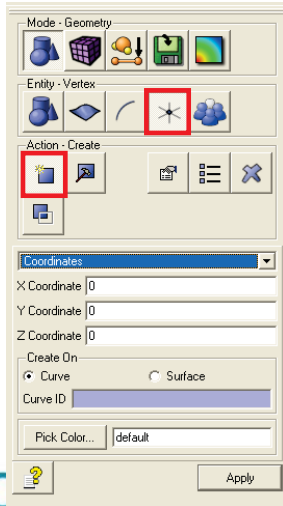 Mode - Geometry
Entity - Vertex
Action - Create
Coordinates
X Coordinate 0
Y Coordinate 0
Z Coordinate 0
Create On
Curve Surface
Curve ID
Pick Color... default
Apply